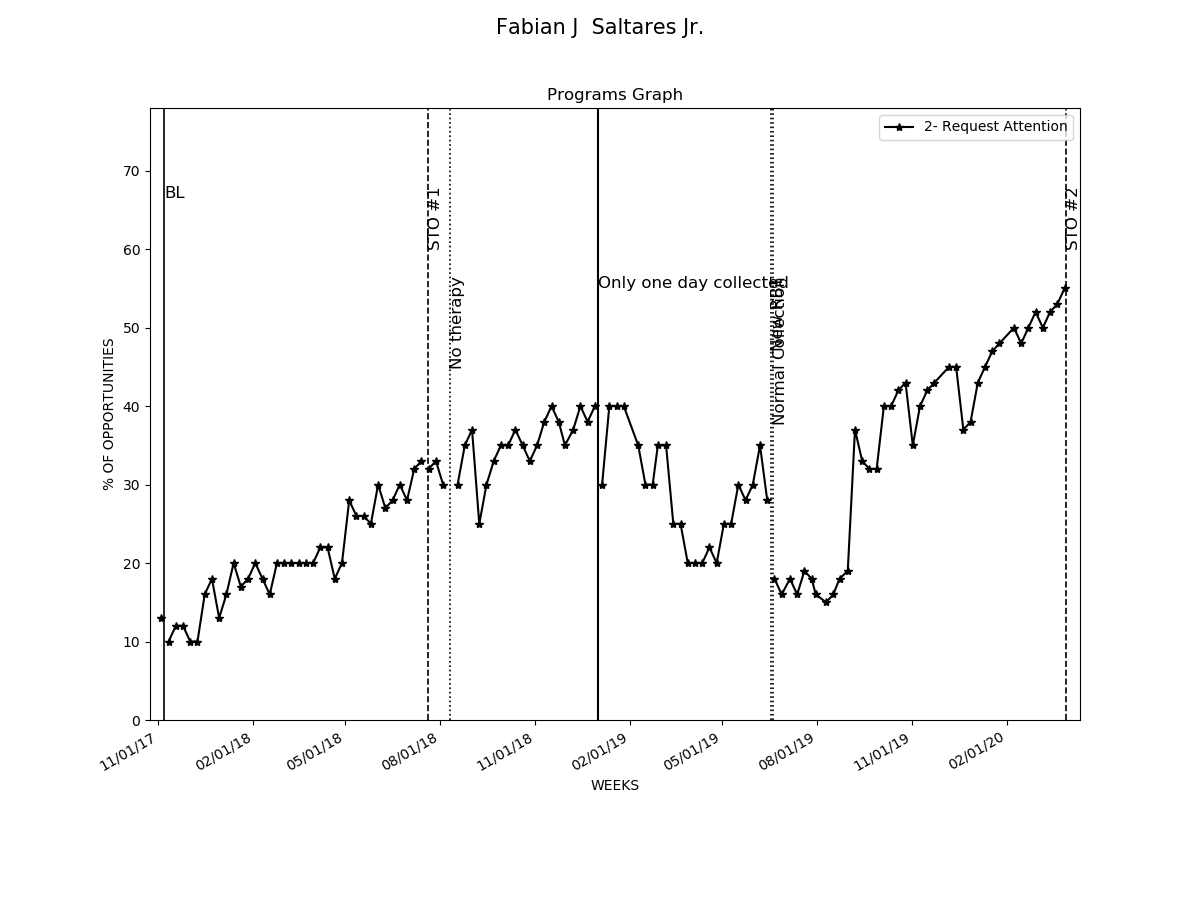 Fabian J  Saltares Jr.
Programs Graph
2- Request Attention
BL
STO #1
No therapy
Only one day collected
Normal Collection
STO #2
% OF OPPORTUNITIES
70
60
50
40
30
20
10
0
11/01/17
02/01/18
05/01/18
08/01/18
11/01/18
02/01/19
05/01/19
08/01/19
11/01/19
02/01/20
WEEKS